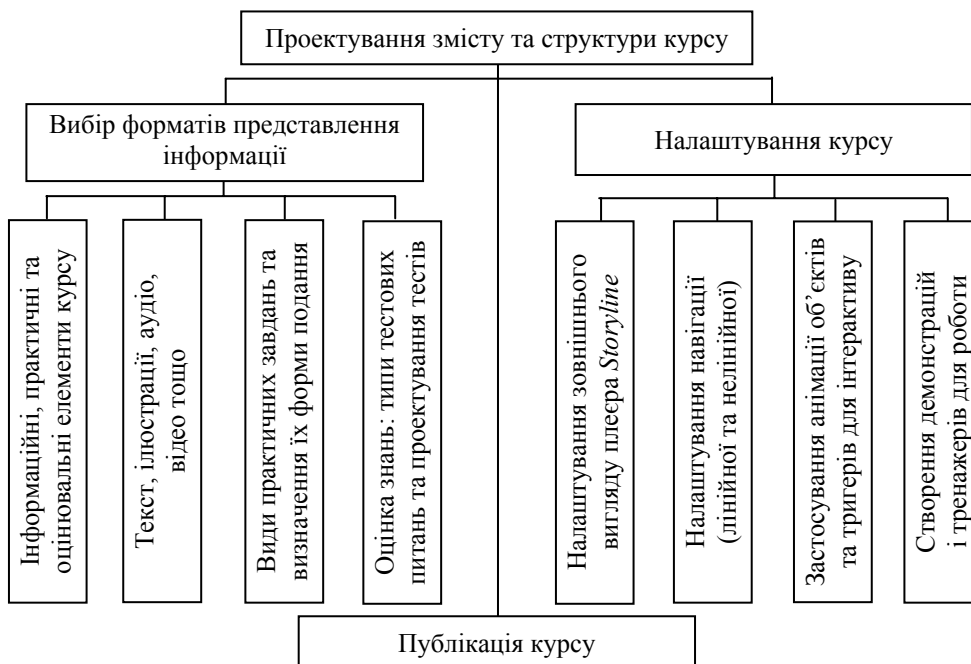 Проектування змісту та структури курсу
Вибір форматів представлення
інформації
Налаштування курсу
Інформаційні, практичні та
оцінювальні елементи курсу
Текст, ілюстрації, аудіо,
відео тощо
Види практичних завдань та
визначення їх форми подання
Оцінка знань: типи тестових
питань та проектування тестів
Налаштування зовнішнього
вигляду плеєра Storyline
Налаштування навігації
(лінійної та нелінійної)
Застосування анімації об’єктів
та тригерів для інтерактиву
Створення демонстрацій
і тренажерів для роботи
Публікація курсу